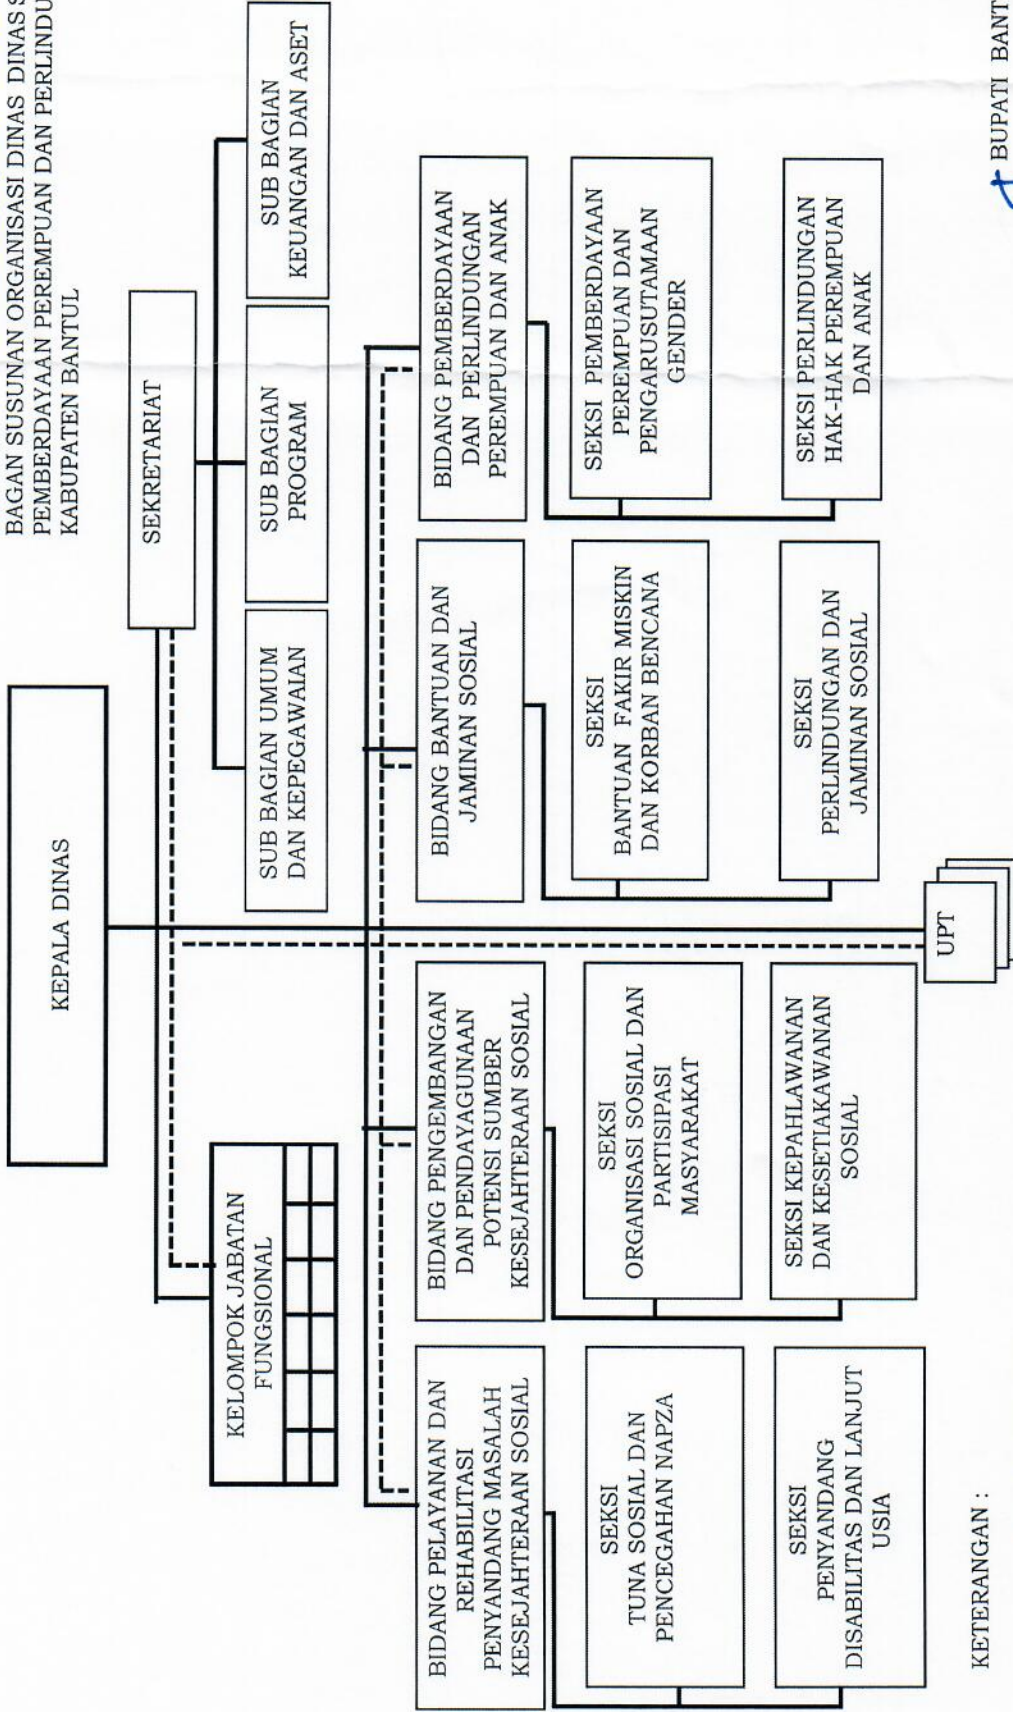 BAGAN SUSUNAN ORGANISASI DINAS DINAS
PEMBERDAYAAN PEREMPUAN DAN
KABUPATEN BANTUL
KEPALA DINAS
SEKRETARIAT
KELOMPOK JABATAN
FUNGSIONAL
SUB BAGIAN UMUM
DAN KEPEGAWAIAN
SUB BAGIAN
PROGRAM
SUB BAGIAN
KEUANGAN DAN ASET
BIDANG PELAYANAN DAN
REHABILITASI
PENYANDANG MASALAH
KESEJAHTERAAN SOSIAL
BIDANG PENGEMBANGAN
DAN PENDAYAGUNAAN
POTENSI SUMBER
KESEJAHTERAAN SOSIAL
BIDANG BANTUAN DAN
JAMINAN SOSIAL
BIDANG PEMBERDAYAAN
DAN PERLINDUNGAN
PEREMPUAN DAN ANAK
SEKSI
TUNA SOSIAL DAN
PENCEGAHAN NAPZA
SEKSI
ORGANISASI SOSIAL DAN
PARTISIPASI
MASYARAKAT
SEKSI
BANTUAN FAKIR MISKIN
DAN KORBAN BENCANA
SEKSI PEMBERDAYAAN
PEREMPUAN DAN
PENGARUSUTAMAAN
GENDER
SEKSI
PENYANDANG
DISABILITAS DAN LANJUT
USIA
SEKSI KEPAHLAWANAN
DAN KESETIAKAWANAN
SOSIAL
SEKSI
PERLINDUNGAN DAN
JAMINAN SOSIAL
SEKSI PERLINDUNGAN
HAK-HAK PEREMPUAN
DAN ANAK
UPT
KETERANGAN :
BUPATI